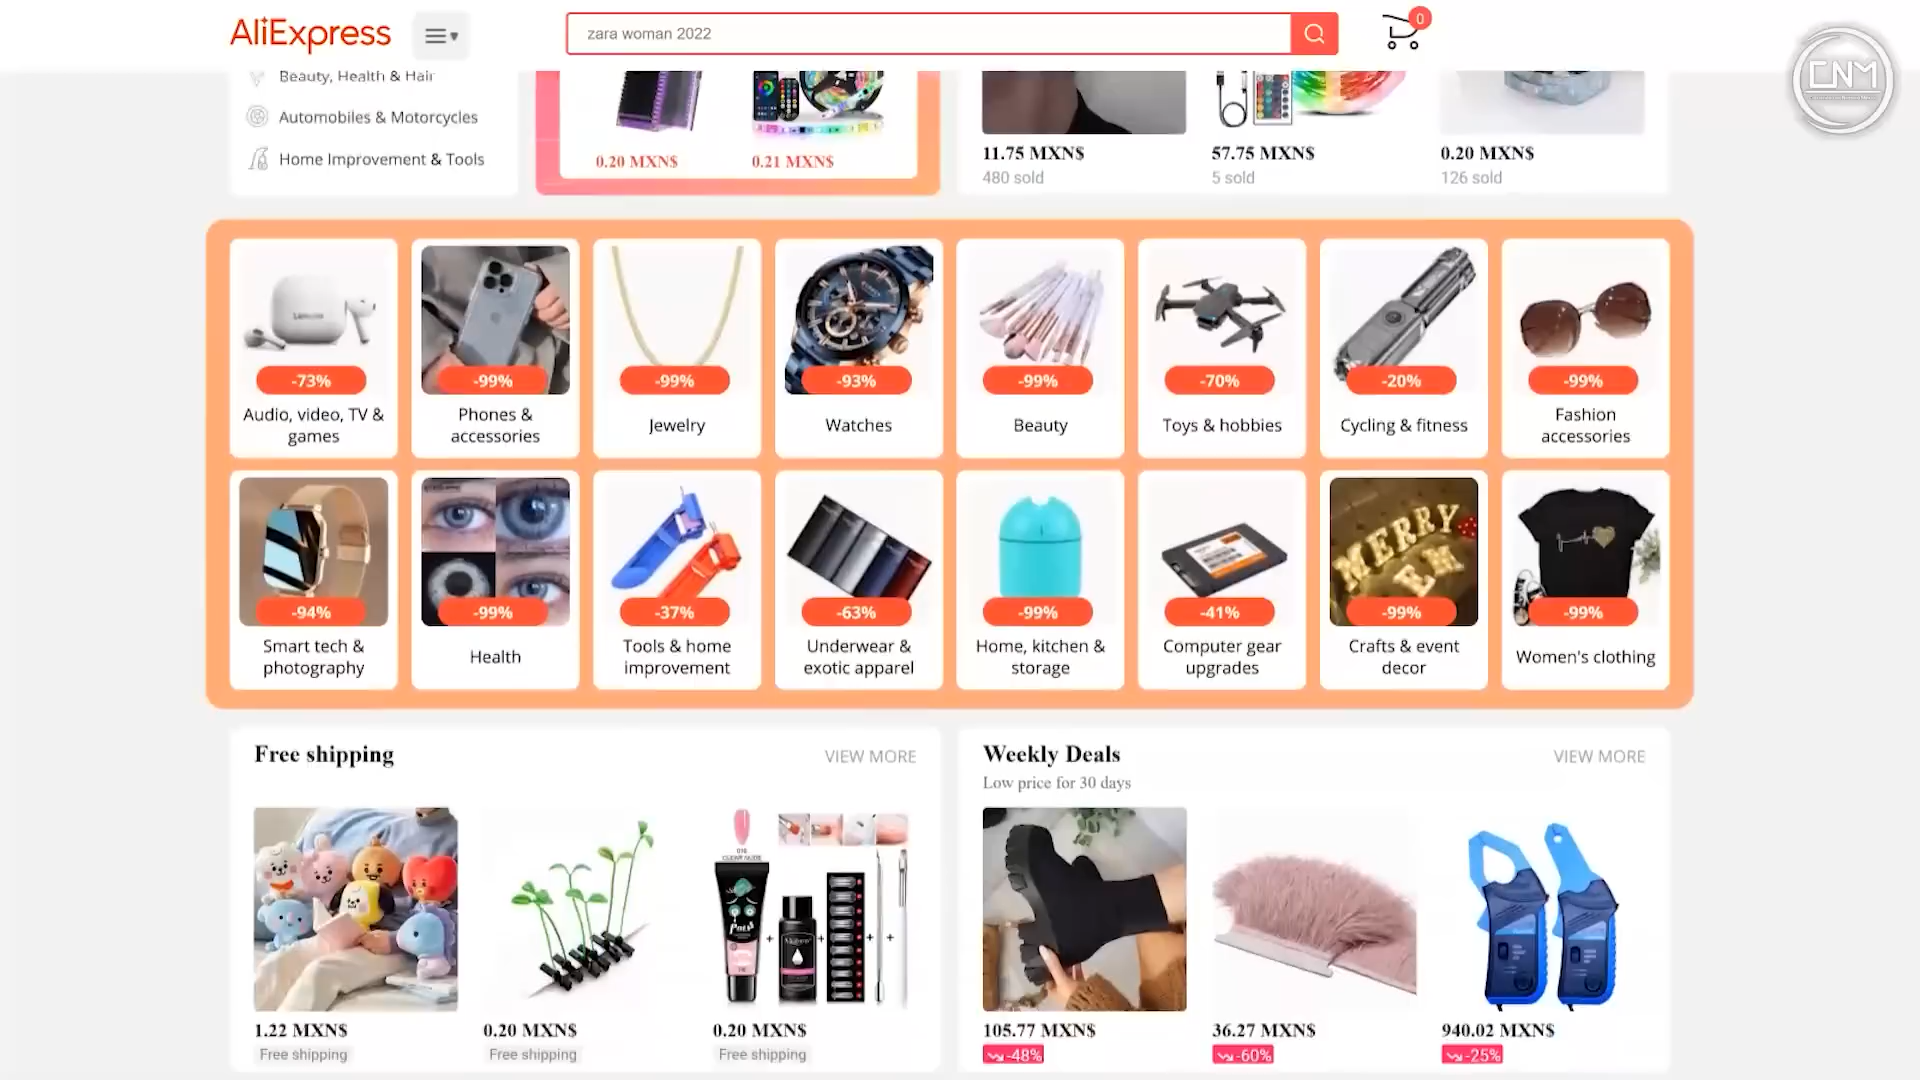 AliExpress
zara woman 2022
0
CNM
Beauty, Health & Hair
Automobiles & Motorcycles
Home Improvement & Tools
0.20 MXN$
0.21 MXN$
11.75 MXN$
480 sold
57.75 MXN$
5 sold
0.20 MXN$
126 sold
Lenovo
-73%
Audio, video, TV &
games
-99%
Phones &
accessories
-99%
Jewelry
-93%
Watches
-99%
Beauty
-70%
Toys & hobbies
-20%
Cycling & fitness
-99%
Fashion
accessories
-94%
Smart tech &
photography
-99%
Health
-37%
Tools & home
improvement
-63%
Underwear &
exotic apparel
-99%
Home, kitchen &
storage
-41%
Computer gear
upgrades
MERRY
-99%
Crafts & event
decor
-99%
Women's clothing
Free shipping
VIEW MORE
1.22 MXN$
Free shipping
0.20 MXN$
Free shipping
0.20 MXN$
Free shipping
Weekly Deals
VIEW MORE
Low price for 30 days
105.77 MXN$
-48%
36.27 MXN$
-60%
940.02 MXN$
-25%